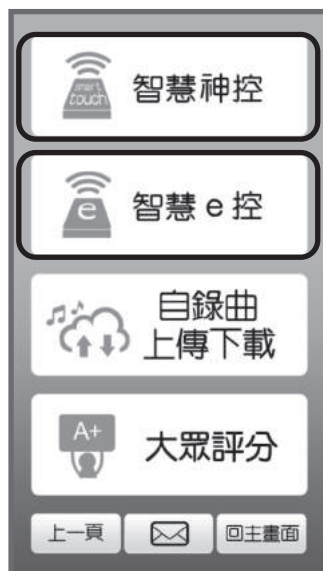 smart
touch
智慧神控
e
智慧 e 控
自錄曲
上傳下載
A+
大眾評分
上一頁
回主畫面